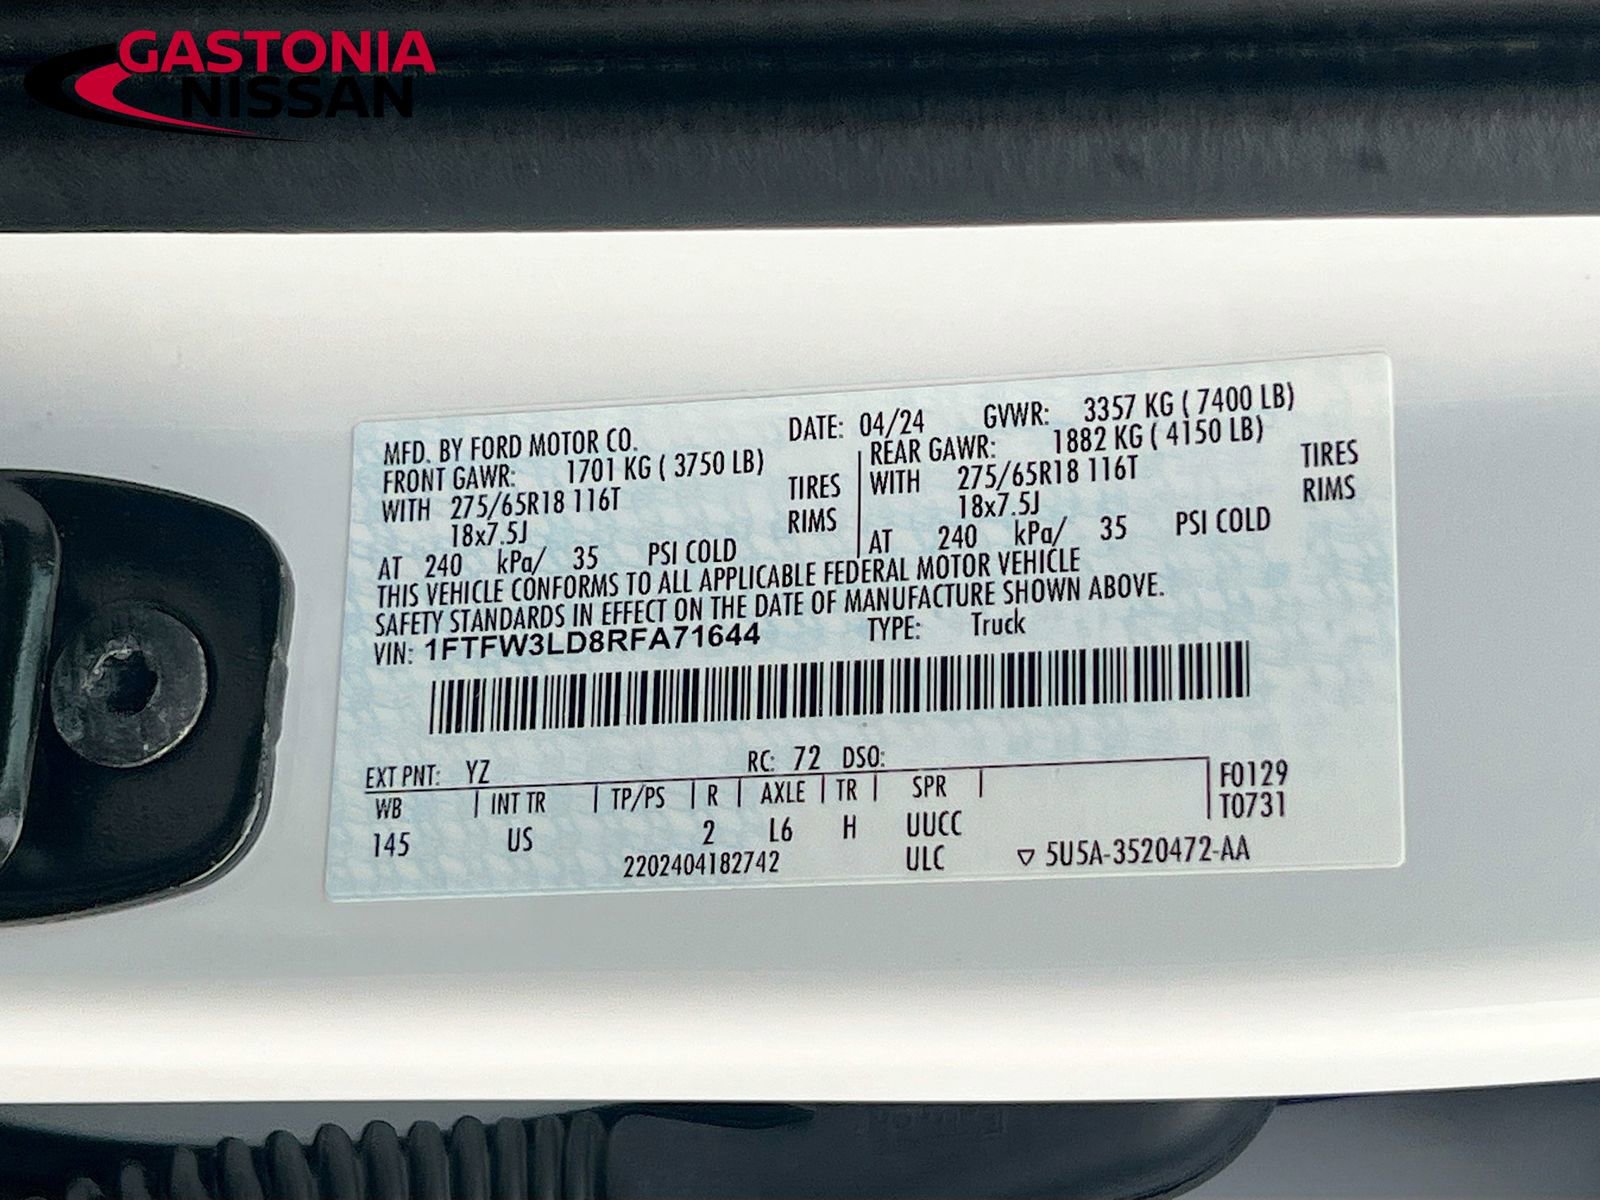 GASTONIA
NISSAN
MFD. BY FORD MOTOR CO. DATE: 04/24 GVWR: 3357 KG ( 7400 LB)
FRONT GAWR: 1701 KG ( 3750 LB) REAR GAWR: 1882 KG ( 4150 LB)
WITH 275/65R18 116T TIRES WITH 275/65R18 116T TIRES
18x7.5J RIMS 18x7.5J RIMS
AT 240 kPa/ 35 PSI COLD AT 240 kPa/ 35 PSI COLD
THIS VEHICLE CONFORMS TO ALL APPLICABLE FEDERAL MOTOR VEHICLE
SAFETY STANDARDS IN EFFECT ON THE DATE OF MANUFACTURE SHOWN ABOVE.
VIN: 1FTFW3LD8RFA71644 TYPE: Truck
EXT PNT: YZ RC: 72 DSO:
WB INT TR TP/PS R AXLE TR SPR F0129
T0731
145 US 2 L6 H UUCC
2202404182742 ULC ▽ 5U5A-3520472-AA